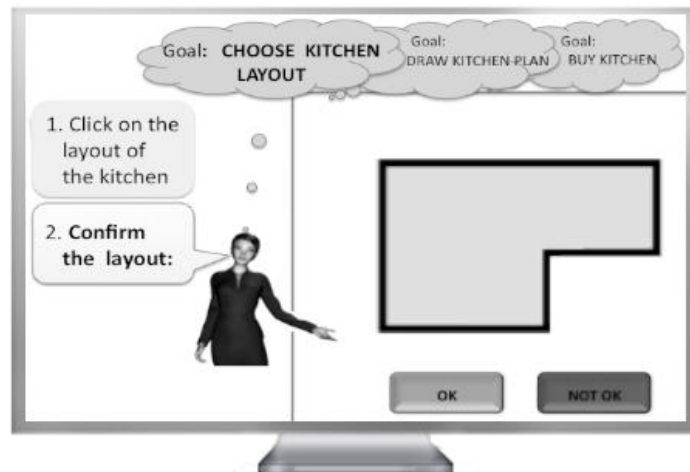 Goal: CHOOSE KITCHEN
LAYOUT
Goal:
DRAW KITCHEN PLAN
Goal:
BUY KITCHEN
1. Click on the
layout of
the kitchen
2. Confirm
the layout:
OK
NOT OK